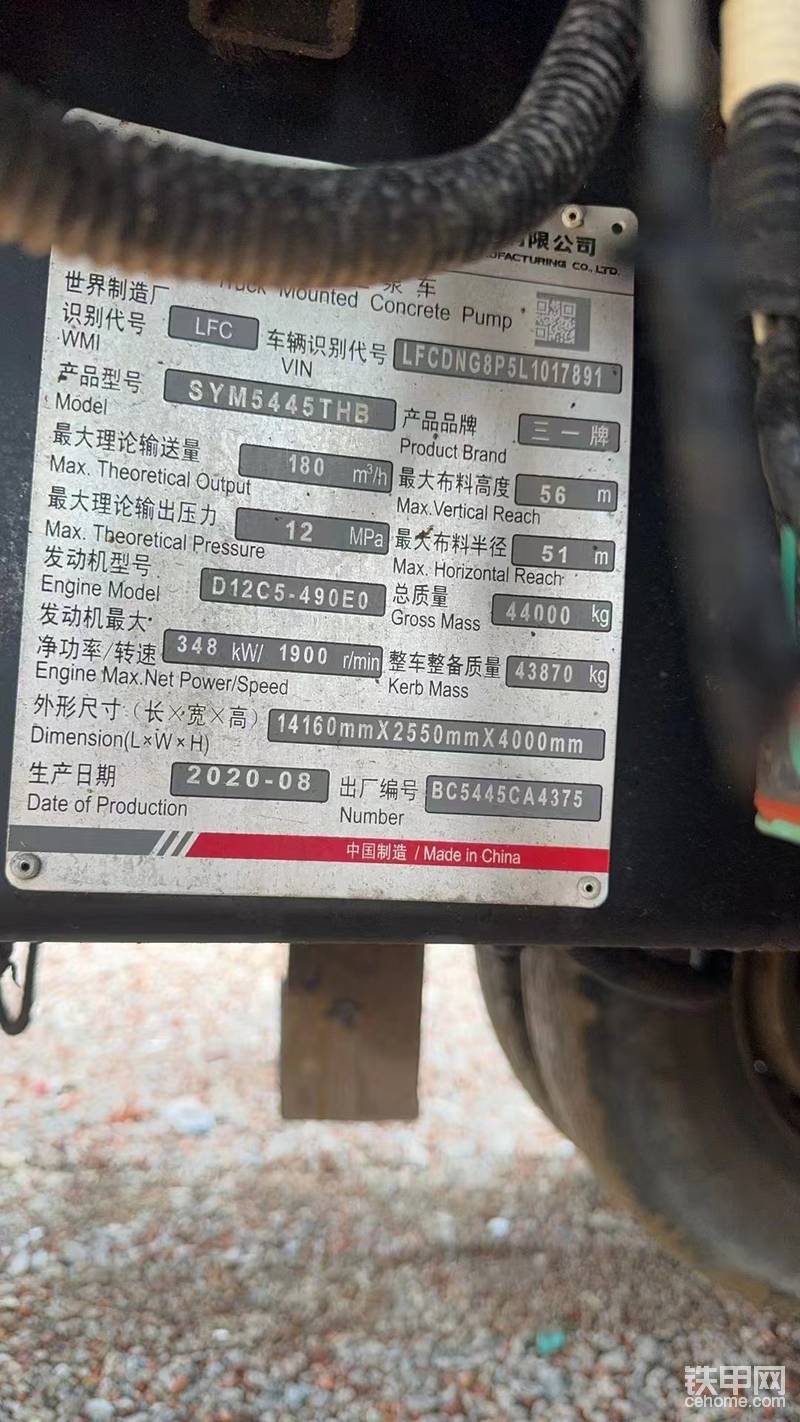 有限公司
FACTURING CO., LTD.
泵车
Truck Mounted Concrete Pump
世界制造厂
识别代号 LFC 车辆识别代号 LFCDNG8P5L1017891
WMI VIN
产品型号 SYM5445THB 产品品牌 三一牌
Model Product Brand
最大理论输送量 180 m³/h 最大布料高度 56 m
Max. Theoretical Output Max.Vertical Reach
最大理论输出压力 12 MPa 最大布料半径 51 m
Max. Theoretical Pressure Max. Horizontal Reach
发动机型号 D12C5-490E0 总质量 44000 kg
Engine Model Gross Mass
发动机最大
净功率/转速 348 kW/ 1900 r/min 整车整备质量 43870 kg
Engine Max.Net Power/Speed Kerb Mass
外形尺寸(长×宽×高) 14160mmX2550mmX4000mm
Dimension(L×W×H)
生产日期 2020-08 出厂编号 BC5445CA4375
Date of Production Number
中国制造 / Made in China
铁甲网
cehome.com